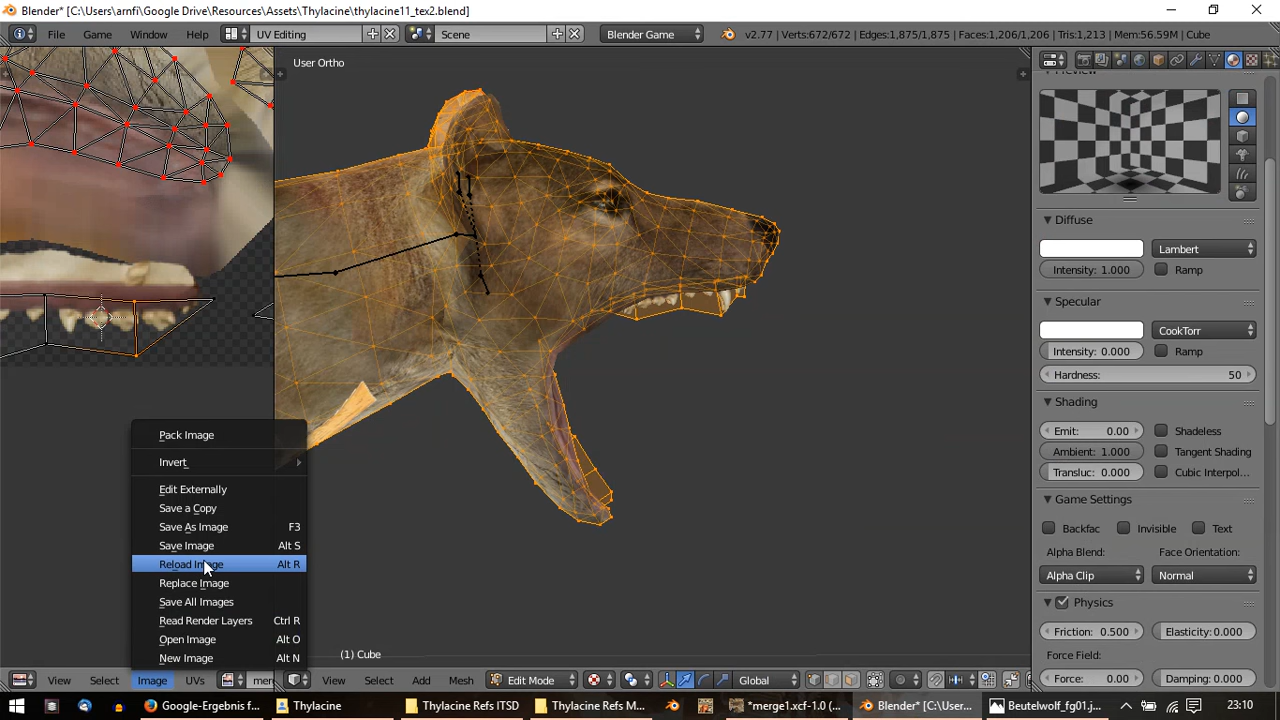 Blender* [C:\Users\arnfi\Google Drive\Resources\Assets\Thylacine\thylacine11_tex2.blend]
File Game Window Help UV Editing Scene Blender Game v2.77 | Verts:672/672 | Edges:1,875/1,875 | Faces:1,206/1,206 | Tris:1,213 | Mem:56.59M | Cube
User Ortho
Preview
Diffuse
Lambert
Intensity: 1.000 Ramp
Specular
CookTorr
Intensity: 0.000 Ramp
Hardness: 50
Shading
Emit: 0.00 Shadeless
Ambient: 1.000 Tangent Shading
Transluc: 0.000 Cubic Interpol...
Game Settings
Backfac Invisible Text
Alpha Blend: Face Orientation:
Alpha Clip Normal
Physics
Friction: 0.500 Elasticity:0.000
Force Field:
Force: 0.00 Damping: 0.000
Pack Image
Invert
Edit Externally
Save a Copy
Save As Image F3
Save Image Alt S
Reload Image Alt R
Replace Image
Save All Images
Read Render Layers Ctrl R
Open Image Alt O
New Image Alt N
(1) Cube
View Select Image UVs mer View Select Add Mesh Edit Mode Global
Google-Ergebnis f... Thylacine Thylacine Refs ITSD Thylacine Refs M... *merge1.xcf-1.0 (... Blender* [C:\Use... Beutelwolf_fg01.j... 23:10